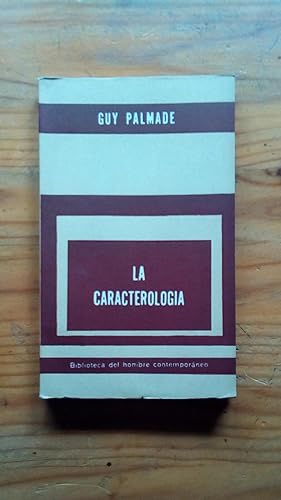 GUY PALMADE
LA
CARACTEROLOGIA
Biblioteca del hombre contemporáneo